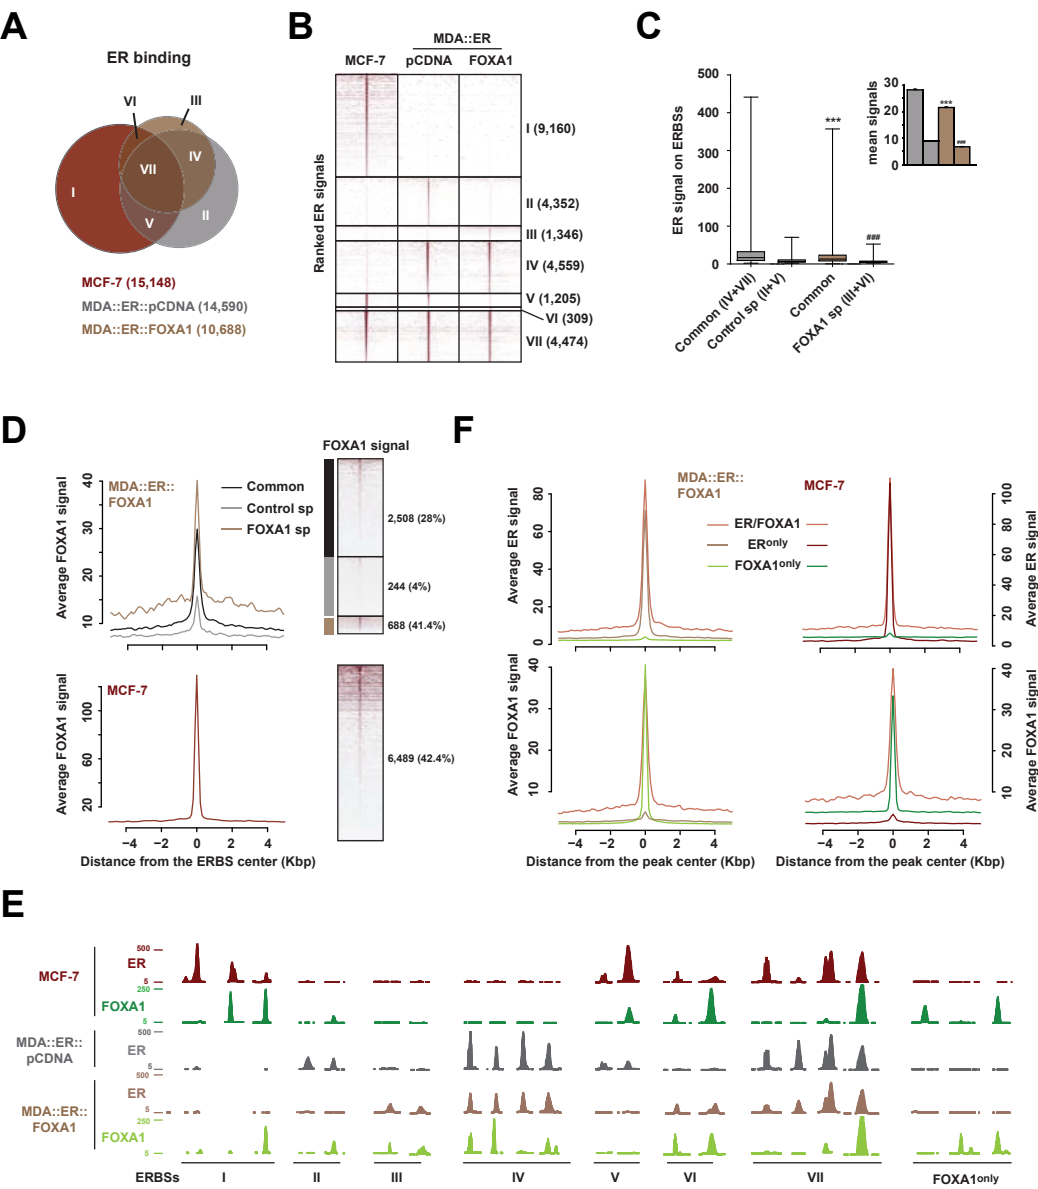 A
ER binding
VI
III
VII
IV
I
V
II
MCF-7 (15,148)
MDA::ER::pCDNA (14,590)
MDA::ER::FOXA1 (10,688)
B
MDA::ER
MCF-7 pCDNA FOXA1
Ranked ER signals
I (9,160)
II (4,352)
III (1,346)
IV (4,559)
V (1,205)
VI (309)
VII (4,474)
C
ER signal on ERBSs
500
400
300
200
100
0
***
###
Common (IV+VII)
Control sp (II+V)
Common
FOXA1 sp (III+VI)
mean signals
30
20
10
0
***
###
D
FOXA1 signal
Average FOXA1 signal
40
30
20
10
MDA::ER::
FOXA1
Common
Control sp
FOXA1 sp
2,508 (28%)
244 (4%)
688 (41.4%)
Average FOXA1 signal
100
60
20
MCF-7
6,489 (42.4%)
−4 −2 0 2 4
Distance from the ERBS center (Kbp)
F
MDA::ER::
FOXA1
MCF-7
ER/FOXA1
ERonly
FOXA1only
Average ER signal
80
60
40
20
0
100
80
60
40
20
0
Average ER signal
Average FOXA1 signal
40
30
20
10
40
30
20
10
Average FOXA1 signal
−4 −2 0 2 4
−4 −2 0 2 4
Distance from the peak center (Kbp)
Distance from the peak center (Kbp)
E
MCF-7
ER
500
5
FOXA1
250
5
MDA::ER::
pCDNA
ER
500
5
MDA::ER::
FOXA1
ER
500
5
FOXA1
250
5
ERBSs I II III IV V VI VII FOXA1only